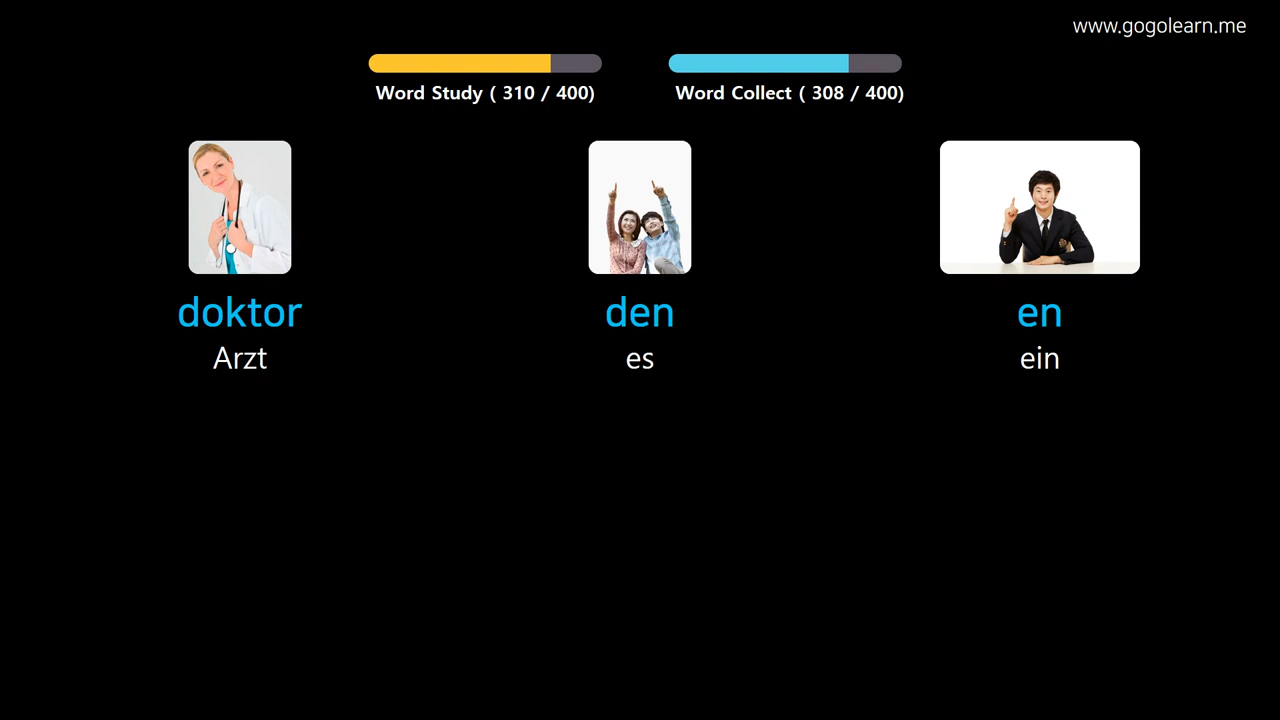 www.gogolearn.me
Word Study ( 310 / 400)
Word Collect ( 308 / 400)
doktor
Arzt
den
es
en
ein